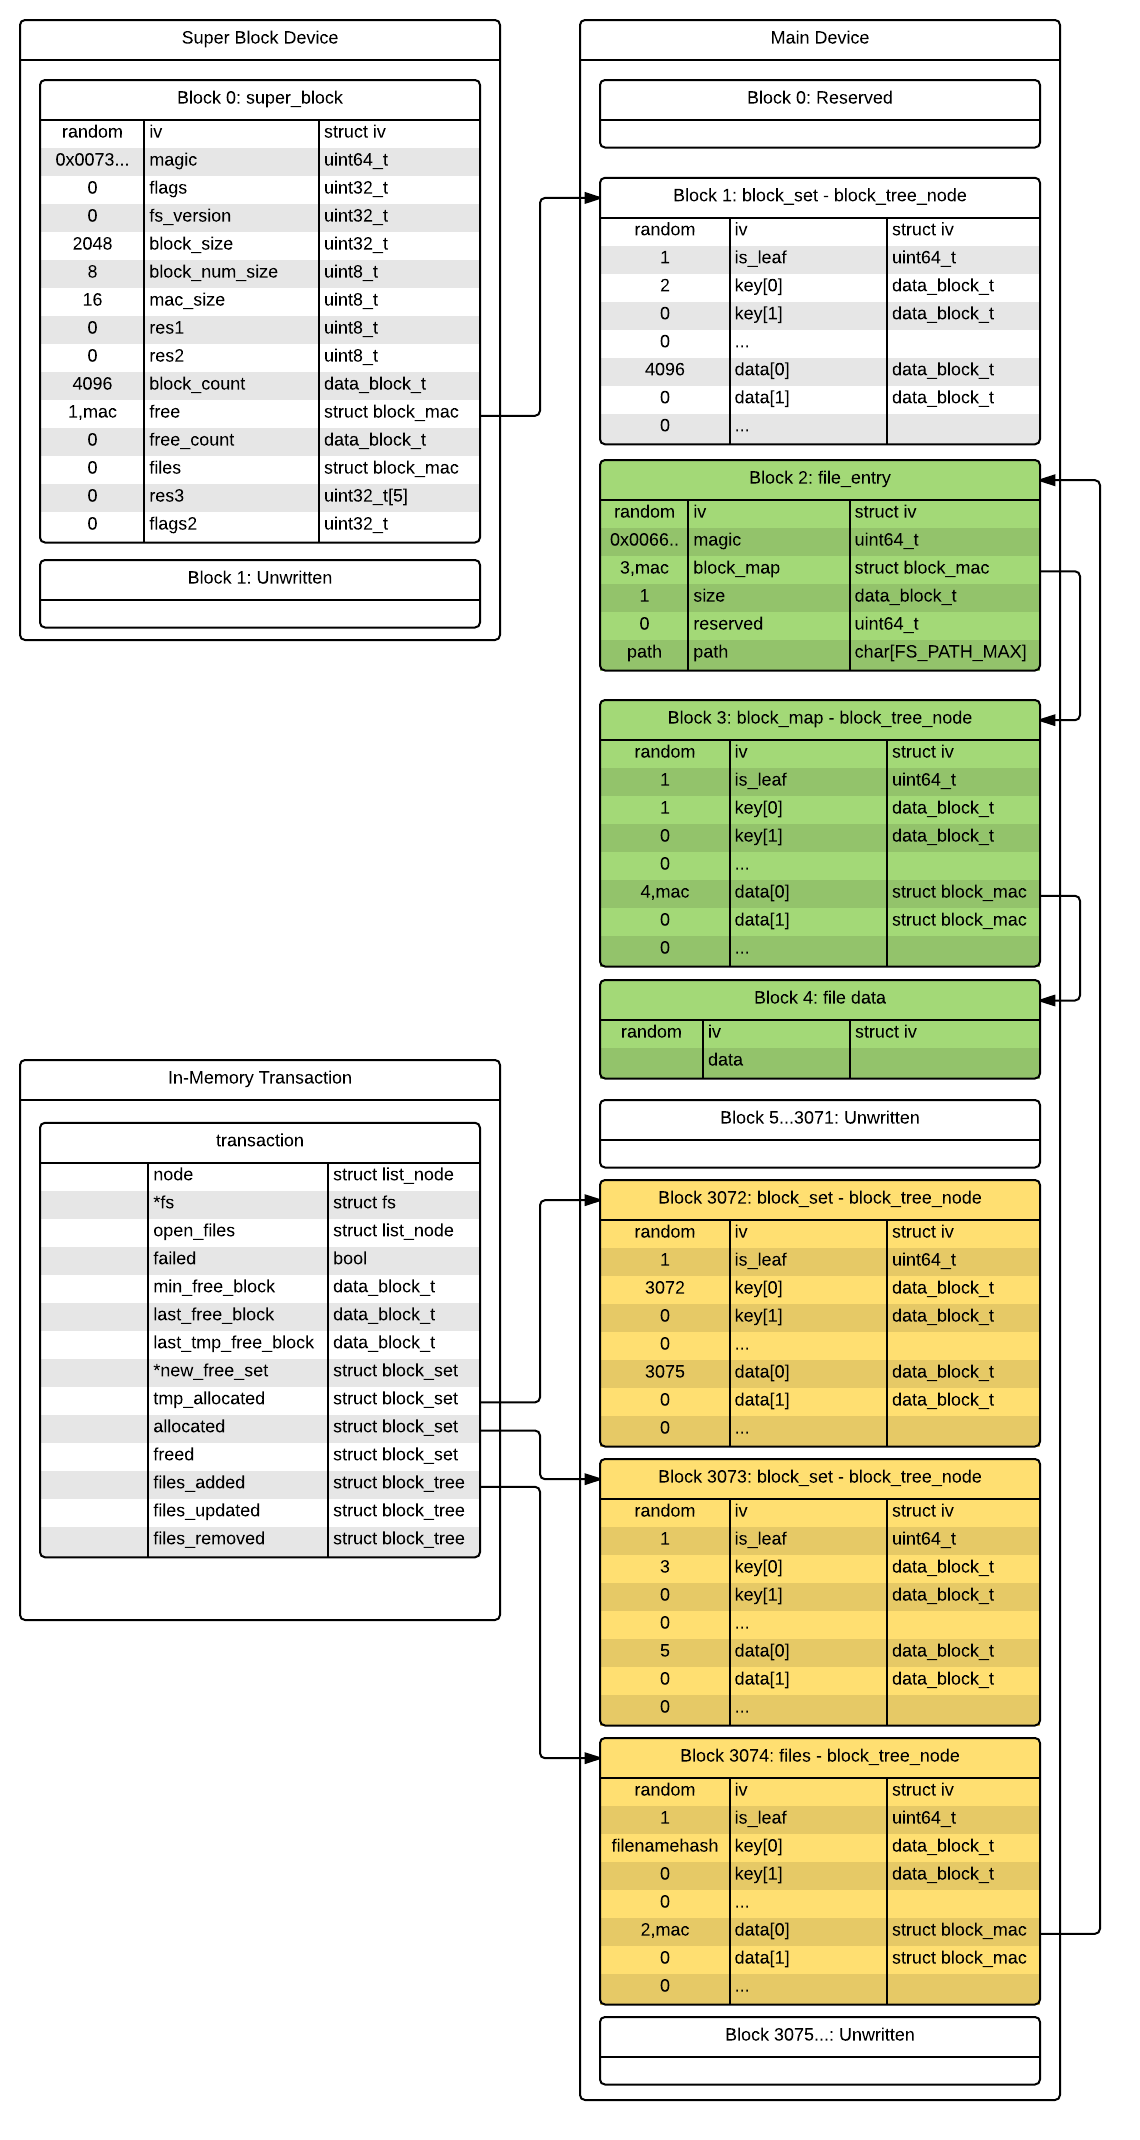 Super Block Device
Block 0: super_block
random iv struct iv
0x0073... magic uint64_t
0 flags uint32_t
0 fs_version uint32_t
2048 block_size uint32_t
8 block_num_size uint8_t
16 mac_size uint8_t
0 res1 uint8_t
0 res2 uint8_t
4096 block_count data_block_t
1,mac free struct block_mac
0 free_count data_block_t
0 files struct block_mac
0 res3 uint32_t[5]
0 flags2 uint32_t
Block 1: Unwritten
In-Memory Transaction
transaction
node struct list_node
*fs struct fs
open_files struct list_node
failed bool
min_free_block data_block_t
last_free_block data_block_t
last_tmp_free_block data_block_t
*new_free_set struct block_set
tmp_allocated struct block_set
allocated struct block_set
freed struct block_set
files_added struct block_tree
files_updated struct block_tree
files_removed struct block_tree
Main Device
Block 0: Reserved
Block 1: block_set - block_tree_node
random iv struct iv
1 is_leaf uint64_t
2 key[0] data_block_t
0 key[1] data_block_t
0 ...
4096 data[0] data_block_t
0 data[1] data_block_t
0 ...
Block 2: file_entry
random iv struct iv
0x0066.. magic uint64_t
3,mac block_map struct block_mac
1 size data_block_t
0 reserved uint64_t
path path char[FS_PATH_MAX]
Block 3: block_map - block_tree_node
random iv struct iv
1 is_leaf uint64_t
1 key[0] data_block_t
0 key[1] data_block_t
0 ...
4,mac data[0] struct block_mac
0 data[1] struct block_mac
0 ...
Block 4: file data
random iv struct iv
data
Block 5...3071: Unwritten
Block 3072: block_set - block_tree_node
random iv struct iv
1 is_leaf uint64_t
3072 key[0] data_block_t
0 key[1] data_block_t
0 ...
3075 data[0] data_block_t
0 data[1] data_block_t
0 ...
Block 3073: block_set - block_tree_node
random iv struct iv
1 is_leaf uint64_t
3 key[0] data_block_t
0 key[1] data_block_t
0 ...
5 data[0] data_block_t
0 data[1] data_block_t
0 ...
Block 3074: files - block_tree_node
random iv struct iv
1 is_leaf uint64_t
filenamehash key[0] data_block_t
0 key[1] data_block_t
0 ...
2,mac data[0] struct block_mac
0 data[1] struct block_mac
0 ...
Block 3075...: Unwritten